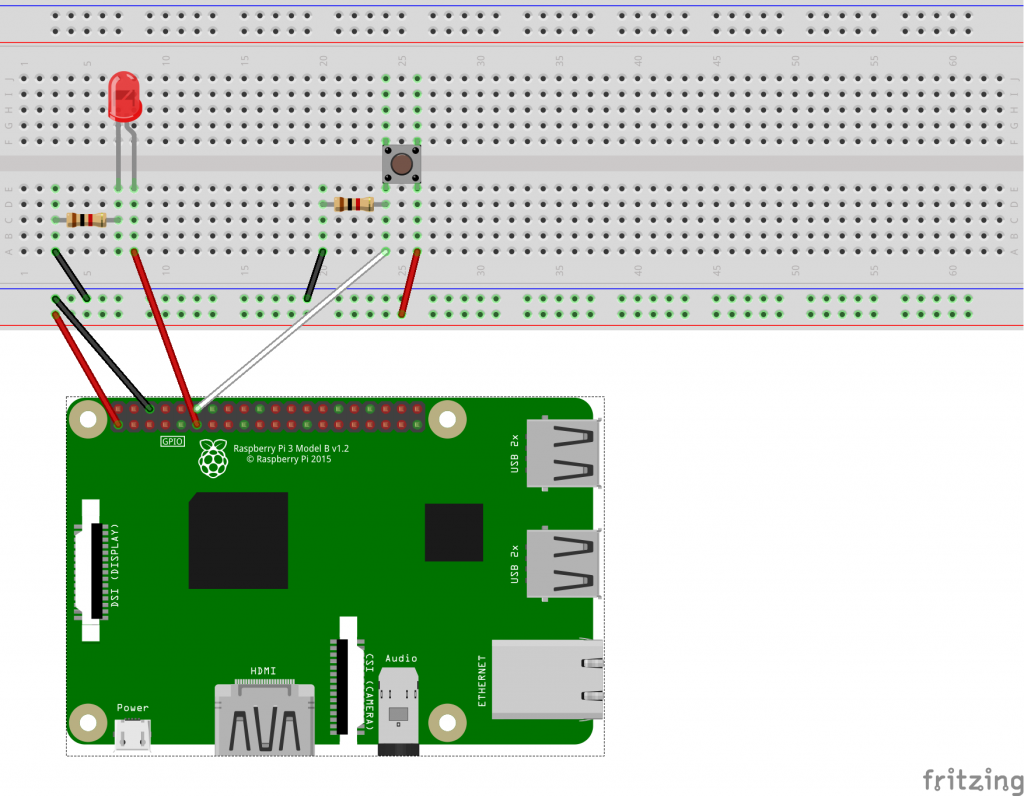 1 5 10 15 20 25 30 35 40 45 50 55 60
J J
I I
H H
G G
F F
E E
D D
C C
B B
A A
1 5 10 15 20 25 30 35 40 45 50 55 60
GPIO
Raspberry Pi 3 Model B v1.2
© Raspberry Pi 2015
USB 2x
DSI (DISPLAY)
USB 2x
CSI (CAMERA)
Audio
ETHERNET
HDMI
Power
fritzing